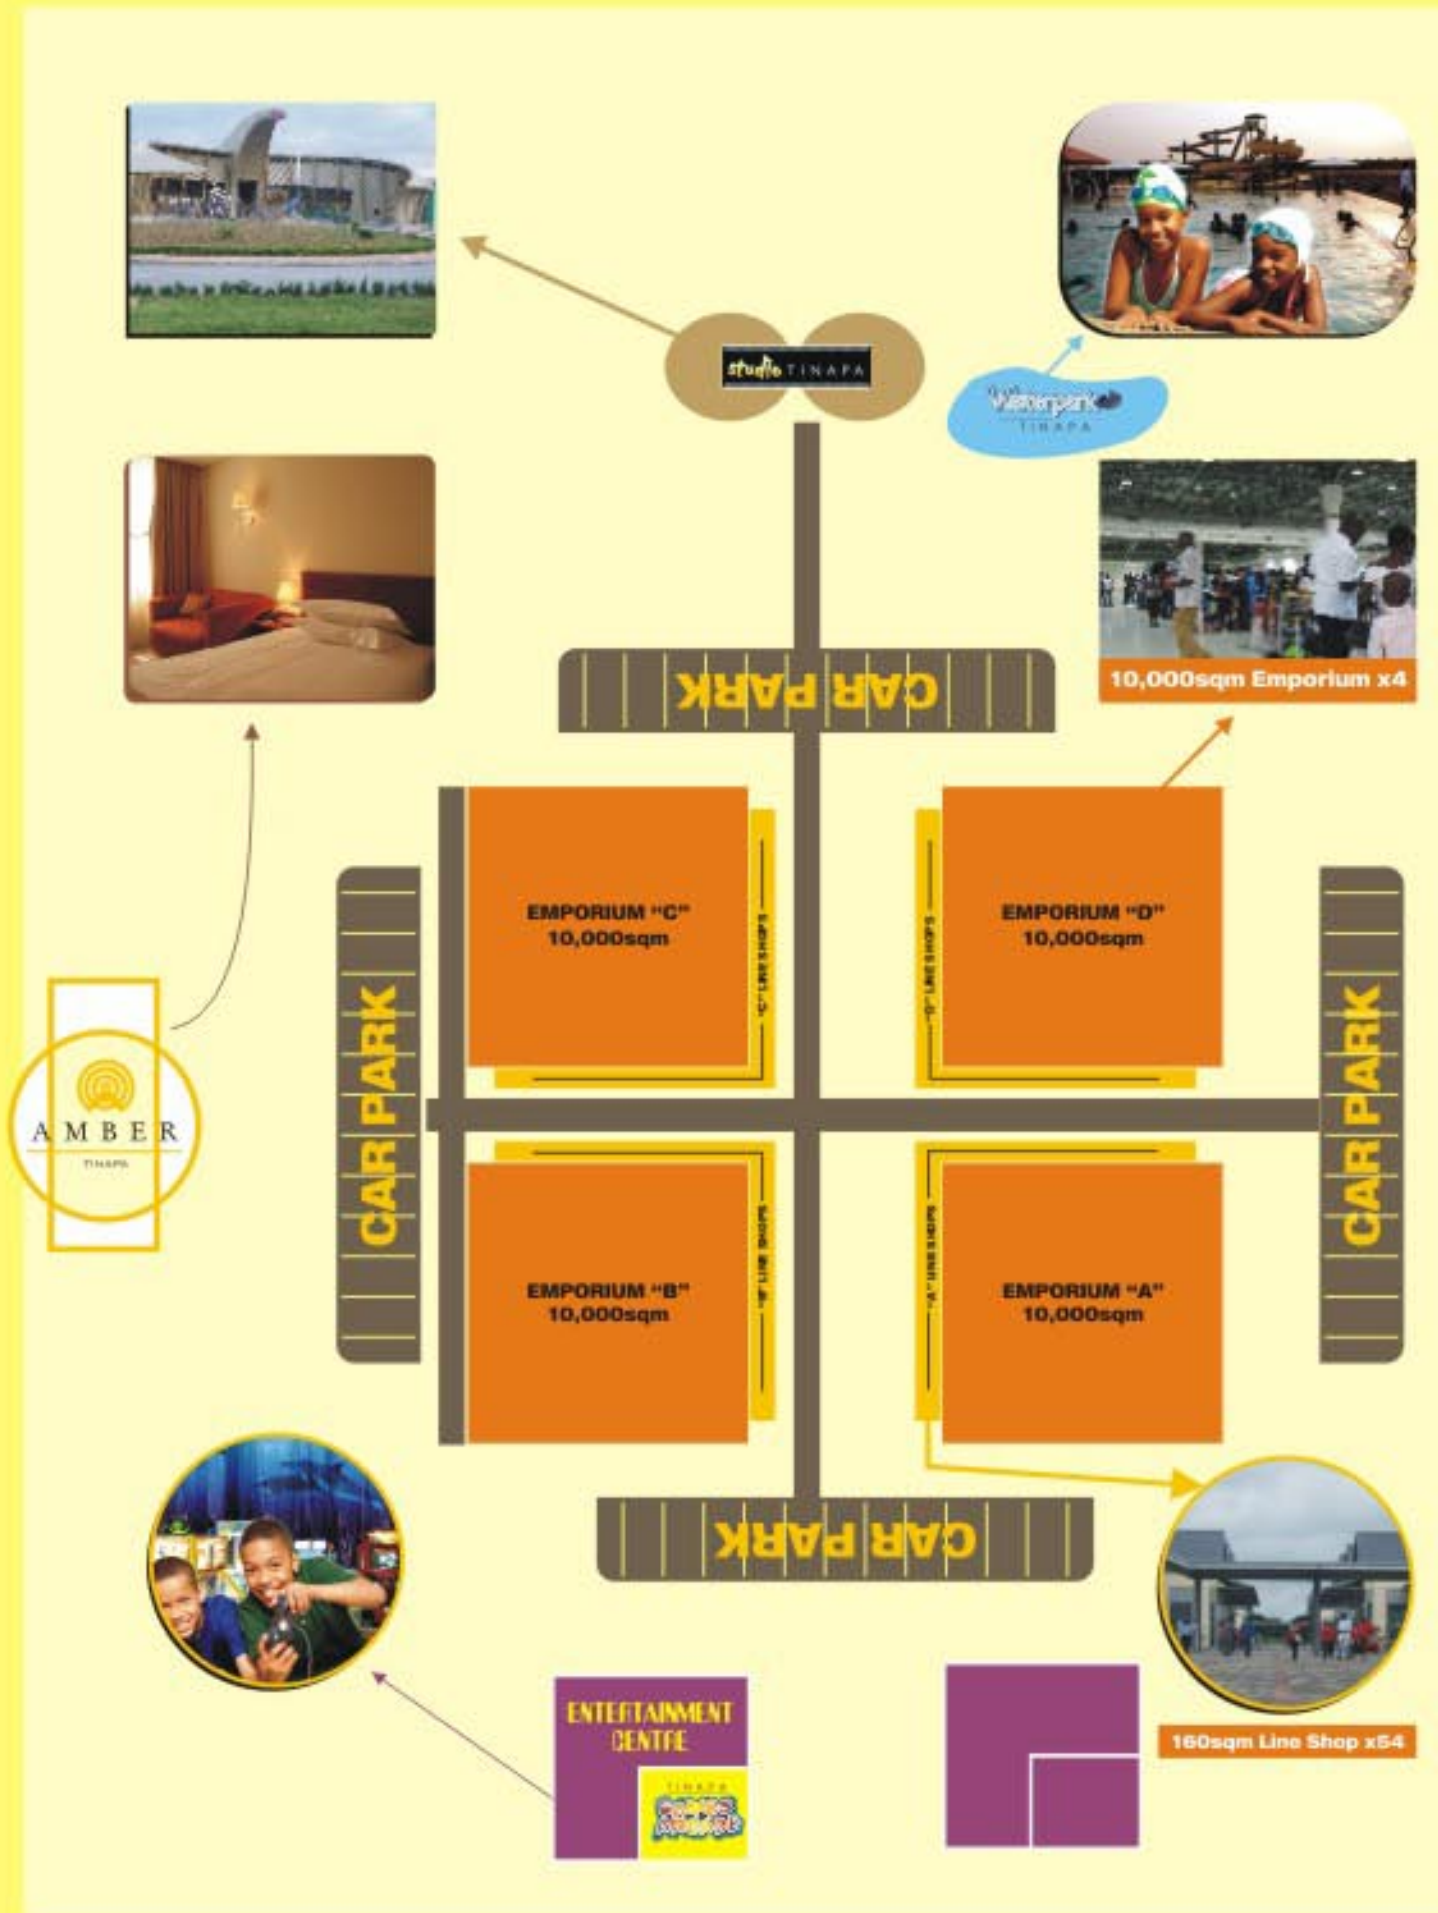 studio TINAPA
Waterpark
TINAPA
10,000sqm Emporium x4
CAR PARK
EMPORIUM "C"
10,000sqm
"C" LINE SHOPS
"D" LINE SHOPS
EMPORIUM "D"
10,000sqm
CAR PARK
CAR PARK
AMBER
TINAPA
EMPORIUM "B"
10,000sqm
"B" LINE SHOPS
"A" LINE SHOPS
EMPORIUM "A"
10,000sqm
CAR PARK
ENTERTAINMENT
CENTRE
TINAPA
160sqm Line Shop x54